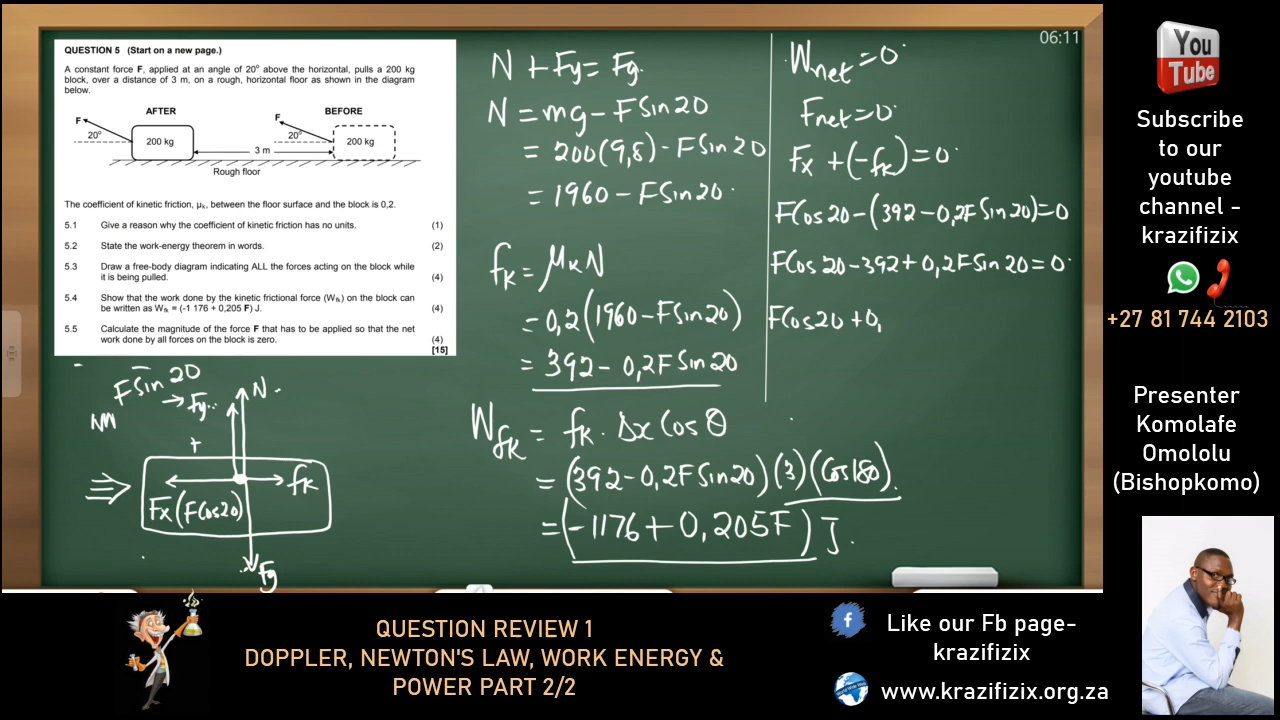 QUESTION 5 (Start on a new page.)
A constant force F, applied at an angle of 20° above the horizontal, pulls a 200 kg
block, over a distance of 3 m, on a rough, horizontal floor as shown in the diagram
below.
AFTER
BEFORE
F
20°
200 kg
3 m
F
20°
200 kg
Rough floor
The coefficient of kinetic friction, μk, between the floor surface and the block is 0,2.
5.1 Give a reason why the coefficient of kinetic friction has no units. (1)
5.2 State the work-energy theorem in words. (2)
5.3 Draw a free-body diagram indicating ALL the forces acting on the block while
it is being pulled. (4)
5.4 Show that the work done by the kinetic frictional force (Wfk) on the block can
be written as Wfk = (-1 176 + 0,205 F) J. (4)
5.5 Calculate the magnitude of the force F that has to be applied so that the net
work done by all forces on the block is zero. (4)
[15]
FSin20
→ Fy
N
+
⇒
fk
Fx (FCos20)
Fg
N + Fy = Fg
N = mg - FSin20
= 200(9,8) - FSin20
= 1960 - FSin20
fk = μkN
= 0,2(1960 - FSin20)
= 392 - 0,2FSin20
Wfk = fk . Δx Cos θ
= (392 - 0,2FSin20)(3)(Cos180).
= (-1176 + 0,205F) J.
Wnet = 0
Fnet = 0
Fx + (-fk) = 0
FCos20 - (392 - 0,2FSin20) = 0
FCos20 - 392 + 0,2FSin20 = 0
FCos20 + 0,
06:11
You
Tube
Subscribe
to our
youtube
channel -
krazifizix
+27 81 744 2103
Presenter
Komolafe
Omololu
(Bishopkomo)
QUESTION REVIEW 1
DOPPLER, NEWTON'S LAW, WORK ENERGY &
POWER PART 2/2
f
Like our Fb page-
krazifizix
www.krazifizix.org.za